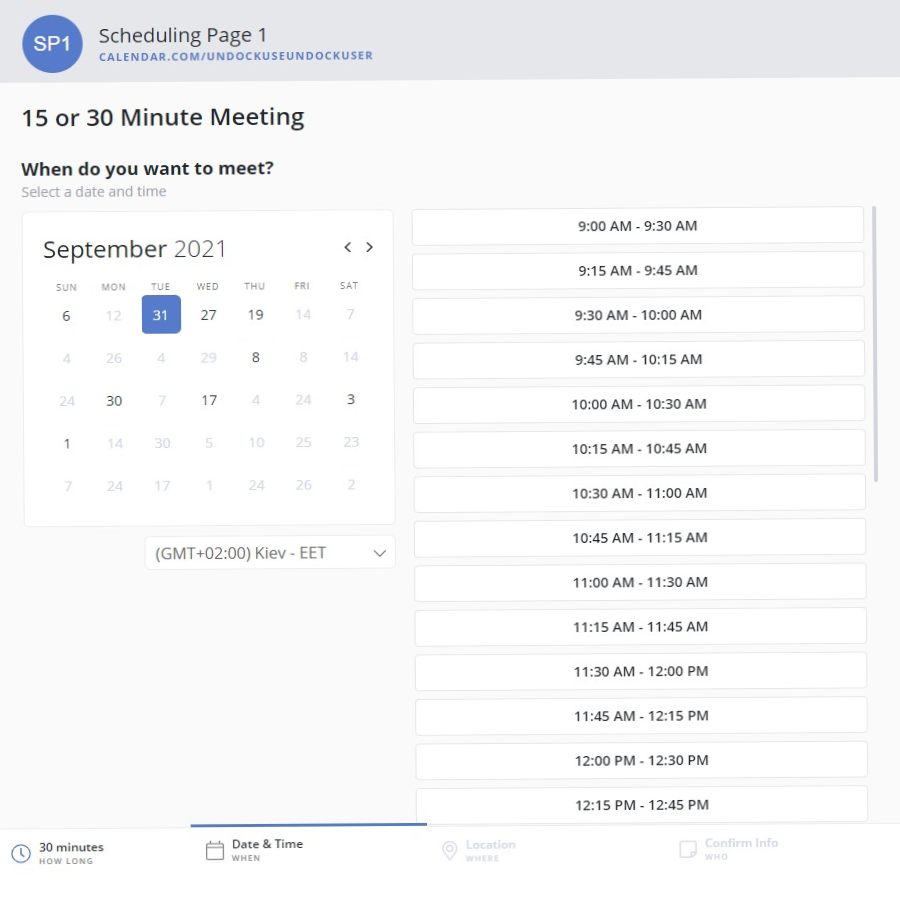 SP1
Scheduling Page 1
CALENDAR.COM/UNDOCKUSEUNDOCKUSER
15 or 30 Minute Meeting
When do you want to meet?
Select a date and time
September 2021
SUN MON TUE WED THU FRI SAT
6 12 31 27 19 14 7
4 26 4 29 8 8 14
24 30 7 17 4 24 3
1 14 30 5 10 25 23
7 24 17 1 24 26 2
(GMT+02:00) Kiev - EET
9:00 AM - 9:30 AM
9:15 AM - 9:45 AM
9:30 AM - 10:00 AM
9:45 AM - 10:15 AM
10:00 AM - 10:30 AM
10:15 AM - 10:45 AM
10:30 AM - 11:00 AM
10:45 AM - 11:15 AM
11:00 AM - 11:30 AM
11:15 AM - 11:45 AM
11:30 AM - 12:00 PM
11:45 AM - 12:15 PM
12:00 PM - 12:30 PM
12:15 PM - 12:45 PM
30 minutes
HOW LONG
Date & Time
WHEN
Location
WHERE
Confirm Info
WHO